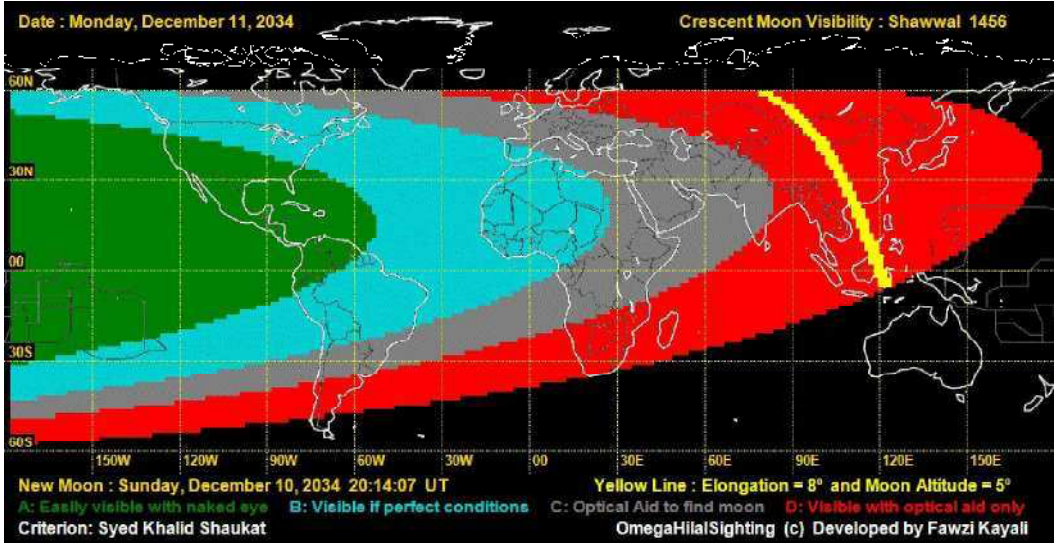 Date : Monday, December 11, 2034
Crescent Moon Visibility : Shawwal 1456
60N
30N
00
30S
60S
150W 120W 90W 60W 30W 00 30E 60E 90E 120E 150E
New Moon : Sunday, December 10, 2034 20:14:07 UT
Yellow Line : Elongation = 8º and Moon Altitude = 5º
A: Easily visible with naked eye B: Visible if perfect conditions C: Optical Aid to find moon D: Visible with optical aid only
Criterion: Syed Khalid Shaukat
OmegaHilalSighting (c) Developed by Fawzi Kayali